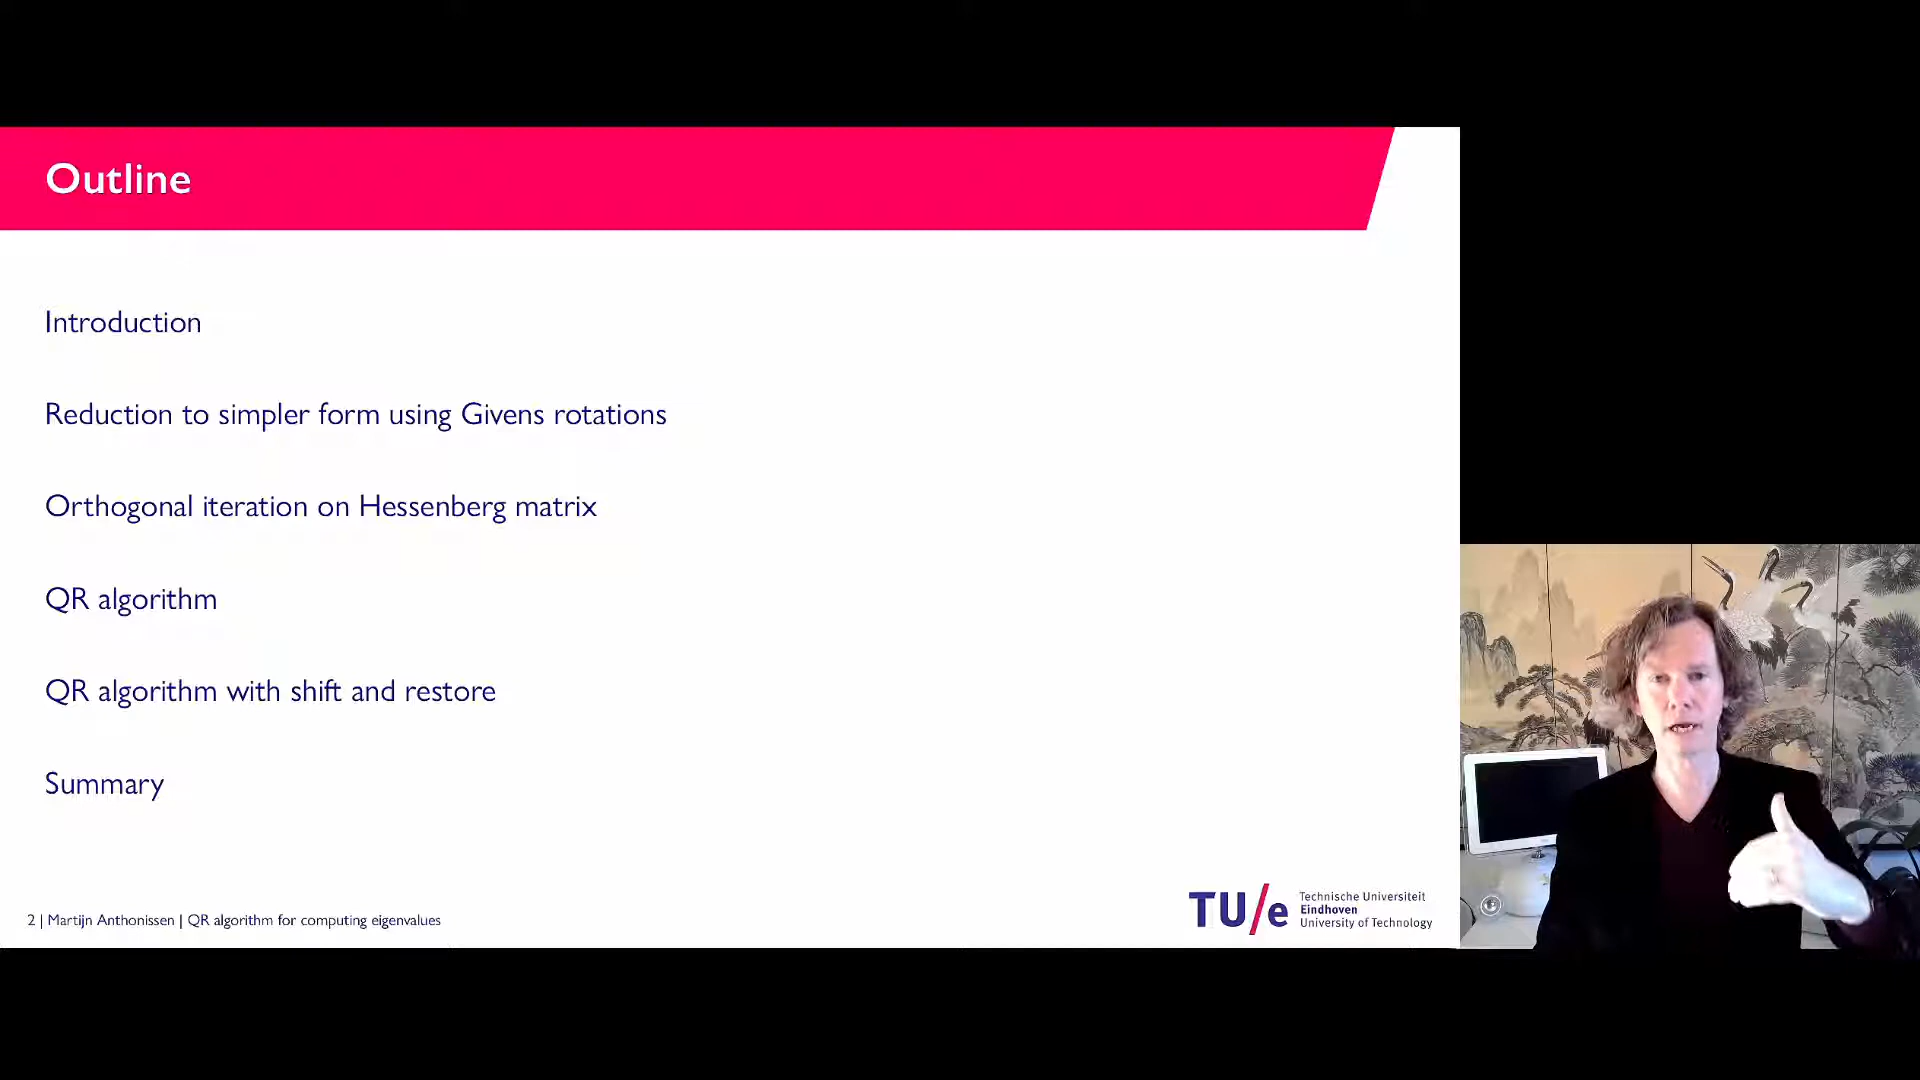 Outline
Introduction
Reduction to simpler form using Givens rotations
Orthogonal iteration on Hessenberg matrix
QR algorithm
QR algorithm with shift and restore
Summary
2 | Martijn Anthonissen | QR algorithm for computing eigenvalues
TU/e
Technische Universiteit
Eindhoven
University of Technology